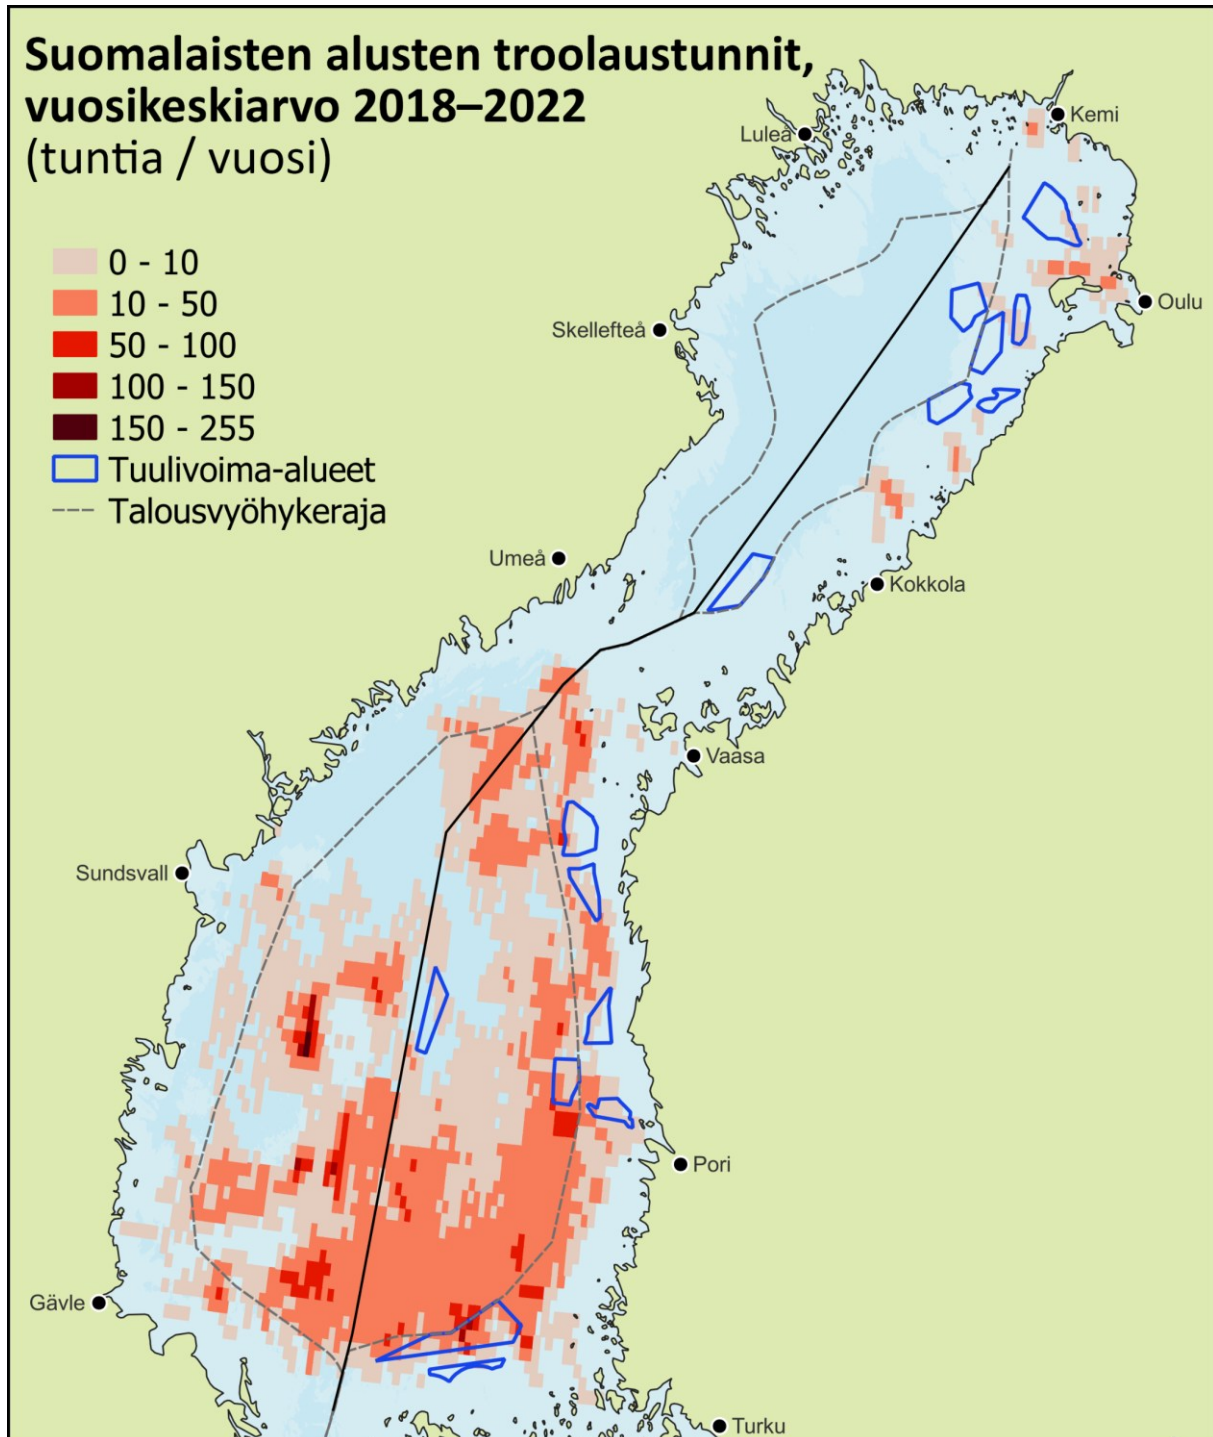 Suomalaisten alusten troolaustunnit,
vuosikeskiarvo 2018–2022
(tuntia / vuosi)
0 - 10
10 - 50
50 - 100
100 - 150
150 - 255
Tuulivoima-alueet
Talousvyöhykeraja
Kemi
Luleå
Oulu
Skellefteå
Umeå
Kokkola
Vaasa
Sundsvall
Pori
Gävle
Turku